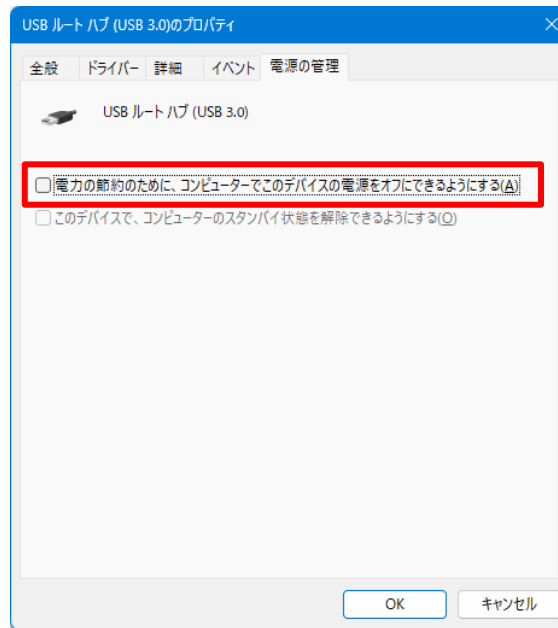 USB ルート ハブ (USB 3.0)のプロパティ
全般 ドライバー 詳細 イベント 電源の管理
USB ルート ハブ (USB 3.0)
電力の節約のために、コンピューターでこのデバイスの電源をオフにできるようにする(A)
このデバイスで、コンピューターのスタンバイ状態を解除できるようにする(O)
OK キャンセル